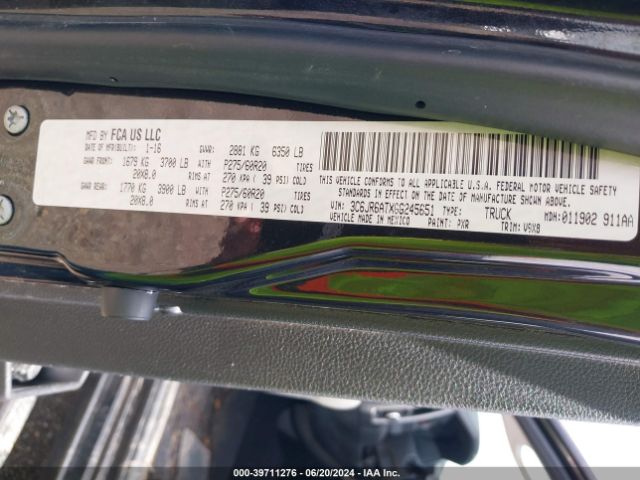 MFD BY FCA US LLC
DATE OF MFR(BUILT): 1-16 GVWR: 2881 KG 6350 LB
GAWR FRONT: 1679 KG 3700 LB WITH P275/60R20 TIRES
20X8.0 RIMS AT 270 KPA ( 39 PSI) COLD
GAWR REAR: 1770 KG 3900 LB WITH P275/60R20 TIRES
20X8.0 RIMS AT 270 KPA ( 39 PSI) COLD
THIS VEHICLE CONFORMS TO ALL APPLICABLE U.S.A. FEDERAL MOTOR VEHICLE SAFETY
STANDARDS IN EFFECT ON THE DATE OF MANUFACTURE SHOWN ABOVE.
VIN: 3C6JR6ATXGG245651 TYPE: TRUCK MDH: 011902 911AA
VEHICLE MADE IN MEXICO PAINT: PXR TRIM: V9X8
000-39711276 | 06/20/2024 | IAA Inc.